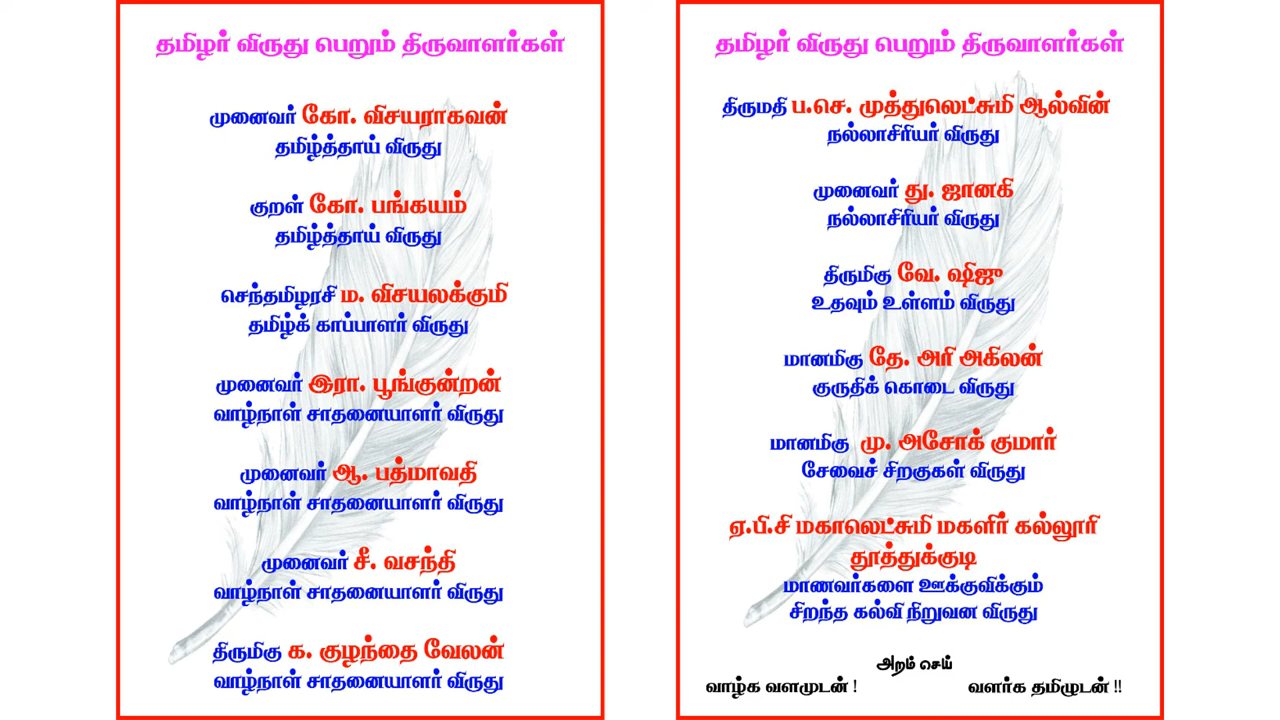 தமிழர் விருது பெறும் திருவாளர்கள்
முனைவர் கோ. விசயராகவன்
தமிழ்த்தாய் விருது
குறள் கோ. பங்கயம்
தமிழ்த்தாய் விருது
செந்தமிழரசி ம. விசயலக்குமி
தமிழ்க் காப்பாளர் விருது
முனைவர் இரா. பூங்குன்றன்
வாழ்நாள் சாதனையாளர் விருது
முனைவர் ஆ. பத்மாவதி
வாழ்நாள் சாதனையாளர் விருது
முனைவர் சீ. வசந்தி
வாழ்நாள் சாதனையாளர் விருது
திருமிகு க. குழந்தை வேலன்
வாழ்நாள் சாதனையாளர் விருது
தமிழர் விருது பெறும் திருவாளர்கள்
திருமதி ப.செ. முத்துலெட்சுமி ஆல்வின்
நல்லாசிரியர் விருது
முனைவர் து. ஜானகி
நல்லாசிரியர் விருது
திருமிகு வே. ஷிஜு
உதவும் உள்ளம் விருது
மானமிகு தே. அரி அகிலன்
குருதிக் கொடை விருது
மானமிகு மு. அசோக் குமார்
சேவைச் சிறகுகள் விருது
ஏ.பி.சி மகாலெட்சுமி மகளிர் கல்லூரி
தூத்துக்குடி
மாணவர்களை ஊக்குவிக்கும்
சிறந்த கல்வி நிறுவன விருது
அறம் செய்
வாழ்க வளமுடன் ! வளர்க தமிழுடன் !!